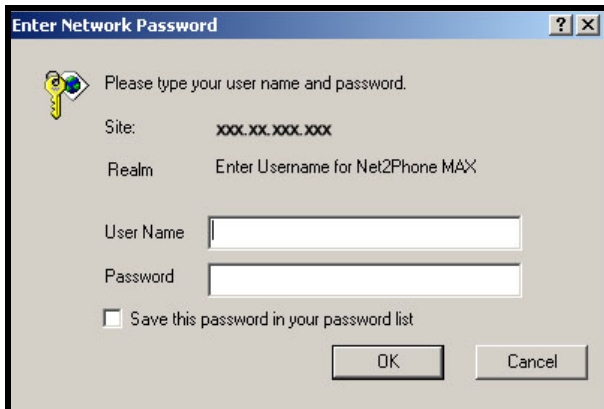 Enter Network Password
Please type your user name and password.
Site: xxx.xx.xxx.xxx
Realm Enter Username for Net2Phone MAX
User Name
Password
Save this password in your password list
OK Cancel